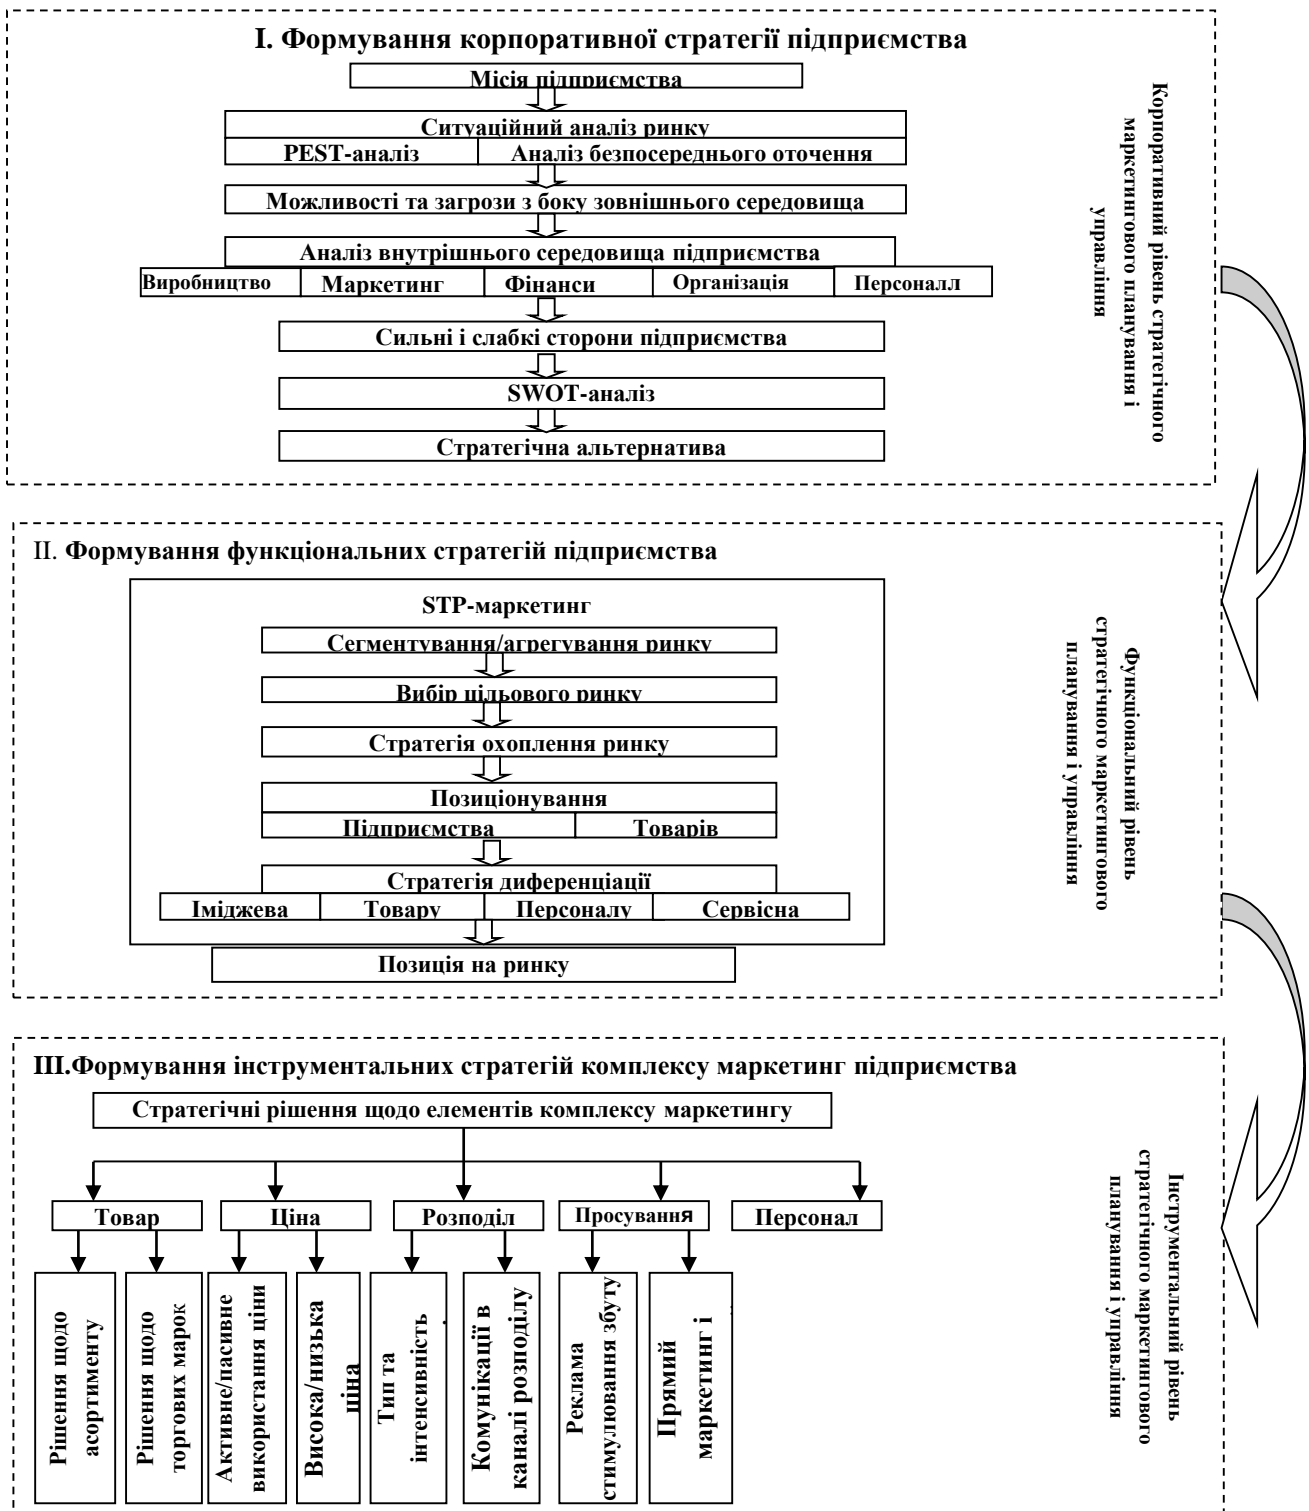 І. Формування корпоративної стратегії підприємства
Місія підприємства
Ситуаційний аналіз ринку
PEST-аналіз
Аналіз безпосереднього оточення
Можливості та загрози з боку зовнішнього середовища
Аналіз внутрішнього середовища підприємства
Виробництво
Маркетинг
Фінанси
Організація
Персоналл
Сильні і слабкі сторони підприємства
SWOT-аналіз
Стратегічна альтернатива
Корпоративний рівень стратегічного
маркетингового планування і
управління
ІІ. Формування функціональних стратегій підприємства
STP-маркетинг
Сегментування/агрегування ринку
Вибір цільового ринку
Стратегія охоплення ринку
Позиціонування
Підприємства
Товарів
Стратегія диференціації
Іміджева
Товару
Персоналу
Сервісна
Позиція на ринку
Функціональний рівень
стратегічного маркетингового
планування і управління
ІІІ.Формування інструментальних стратегій комплексу маркетинг підприємства
Стратегічні рішення щодо елементів комплексу маркетингу
Товар
Ціна
Розподіл
Просування
Персонал
Рішення щодо
асортименту
Рішення щодо
торгових марок
Активне/пасивне
використання ціни
Висока/низька
ціна
Тип та
інтенсивність
Комунікації в
каналі розподілу
Реклама
стимулювання збуту
Прямий
маркетинг і
Інструментальний рівень
стратегічного маркетингового
планування і управління